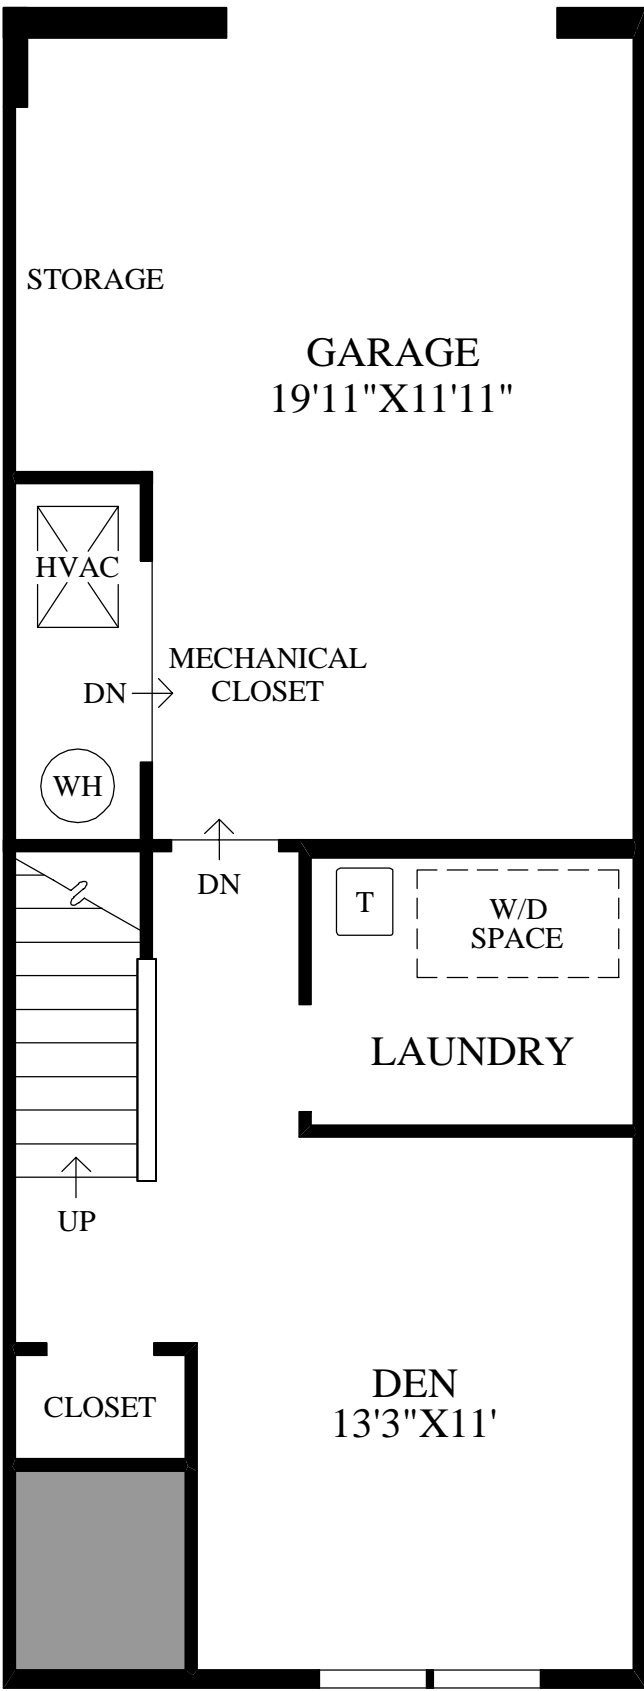 STORAGE
GARAGE
19'11"X11'11"
HVAC
MECHANICAL
CLOSET
DN
WH
DN
T
W/D
SPACE
LAUNDRY
UP
DEN
13'3"X11'
CLOSET